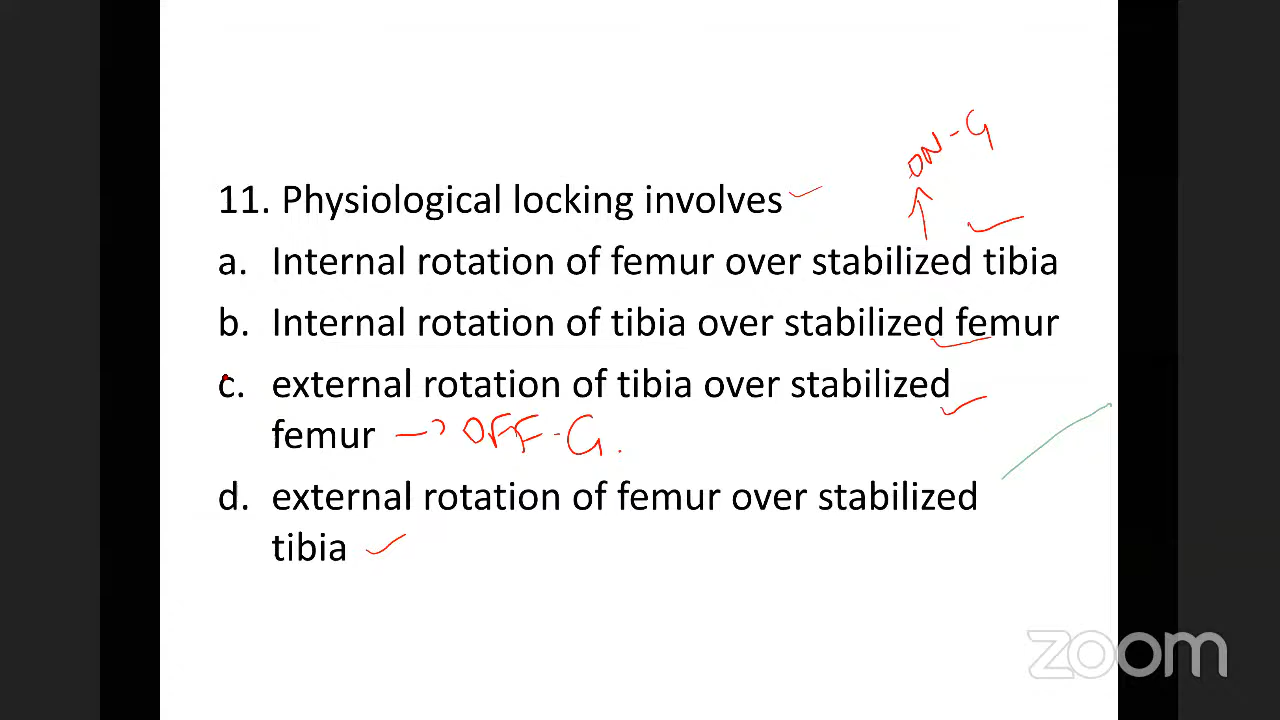 ON-G
11. Physiological locking involves
a. Internal rotation of femur over stabilized tibia
b. Internal rotation of tibia over stabilized femur
c. external rotation of tibia over stabilized
femur → OFF-G.
d. external rotation of femur over stabilized
tibia
zoom